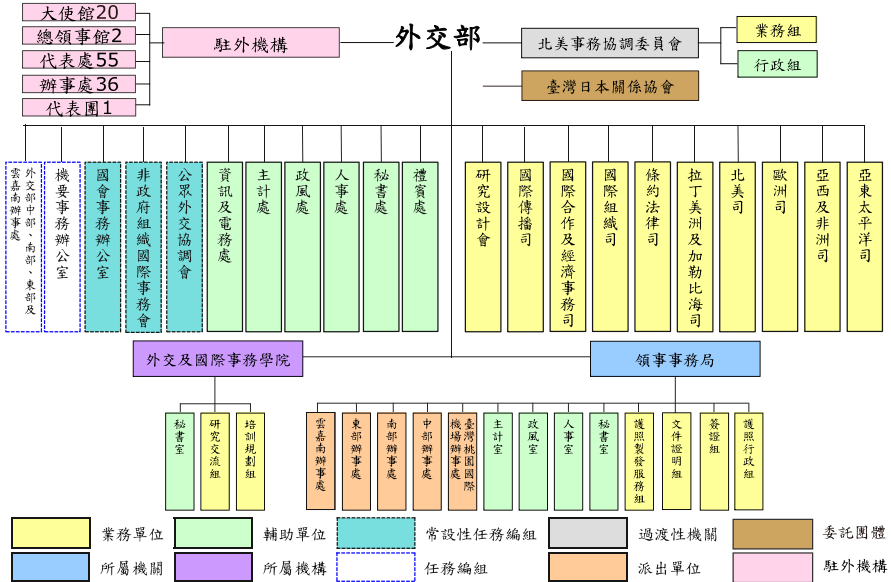 大使館20
總領事館2
代表處55
辦事處36
代表團1
駐外機構
外交部
北美事務協調委員會
業務組
行政組
臺灣日本關係協會
外交部中部、南部、東部及
雲嘉南辦事處
機要事務辦公室
國會事務辦公室
非政府組織國際事務會
公眾外交協調會
資訊及電務處
主計處
政風處
人事處
秘書處
禮賓處
研究設計會
國際傳播司
國際合作及經濟事務司
國際組織司
條約法律司
拉丁美洲及加勒比海司
北美司
歐洲司
亞西及非洲司
亞東太平洋司
外交及國際事務學院
領事事務局
秘書室
研究交流組
培訓規劃組
雲嘉南辦事處
東部辦事處
南部辦事處
中部辦事處
臺灣桃園國際
機場辦事處
主計室
政風室
人事室
秘書室
護照製發服務組
文件證明組
簽證組
護照行政組
業務單位
輔助單位
常設性任務編組
過渡性機關
委託團體
所屬機關
所屬機構
任務編組
派出單位
駐外機構